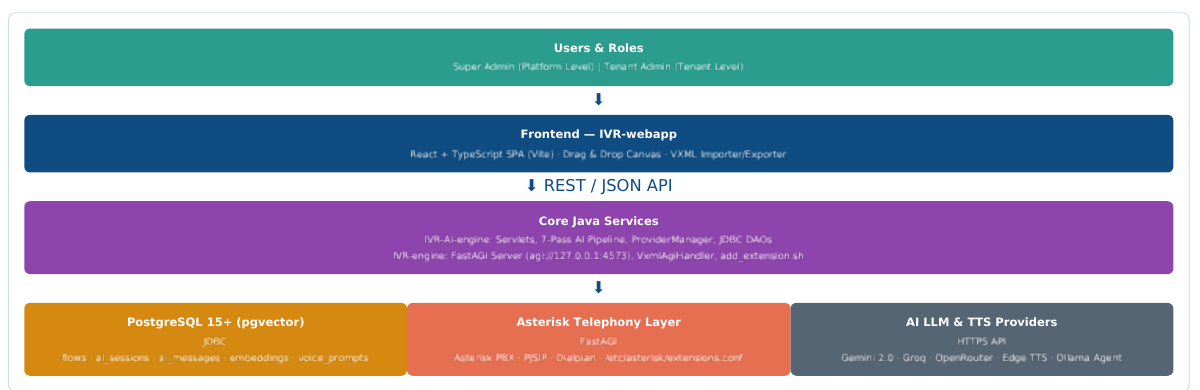 Users & Roles
Super Admin (Platform Level) | Tenant Admin (Tenant Level)
⬇
Frontend — IVR-webapp
React + TypeScript SPA (Vite) · Drag & Drop Canvas · VXML Importer/Exporter
⬇ REST / JSON API
Core Java Services
IVR-AI-engine: Servlets, 7-Pass AI Pipeline, ProviderManager, JDBC DAOs
IVR-engine: FastAGI Server (agi://127.0.0.1:4573), VxmlAgiHandler, add_extension.sh
⬇
PostgreSQL 15+ (pgvector)
JDBC
flows · ai_sessions · ai_messages · embeddings · voice_prompts
Asterisk Telephony Layer
FastAGI
Asterisk PBX · PJSIP · Dialplan · /etc/asterisk/extensions.conf
AI LLM & TTS Providers
HTTPS API
Gemini 2.0 · Groq · OpenRouter · Edge TTS · Ollama Agent